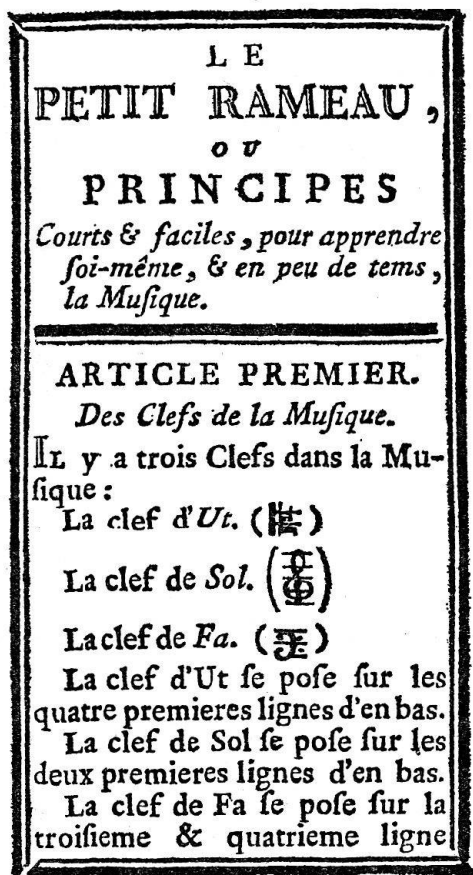 LE
PETIT RAMEAU,
OU
PRINCIPES
Courts & faciles, pour apprendre
ſoi-même, & en peu de tems,
la Muſique.
ARTICLE PREMIER.
Des Clefs de la Muſique.
IL y a trois Clefs dans la Mu-
ſique :
La clef d'Ut. (𝄡)
La clef de Sol. (𝄞)
La clef de Fa. (𝄢)
La clef d'Ut ſe poſe ſur les
quatre premieres lignes d'en bas.
La clef de Sol ſe poſe ſur les
deux premieres lignes d'en bas.
La clef de Fa ſe poſe ſur la
troiſieme & quatrieme ligne